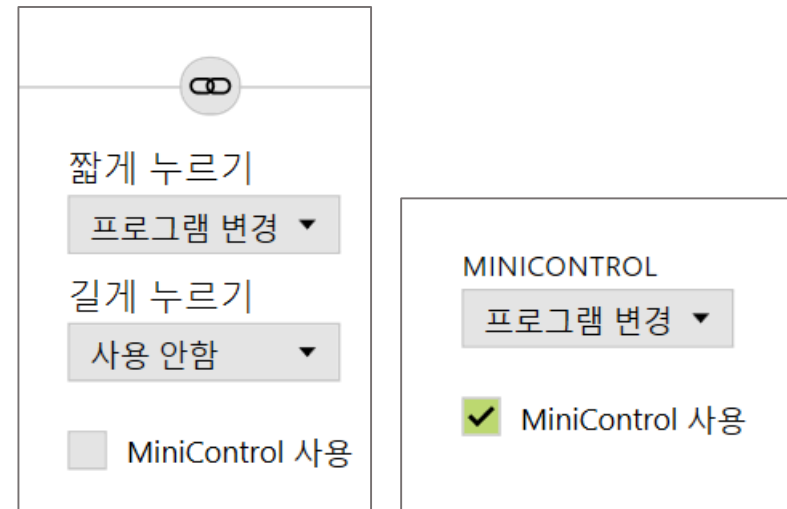 짧게 누르기
프로그램 변경
길게 누르기
사용 안함
MiniControl 사용
MINICONTROL
프로그램 변경
MiniControl 사용